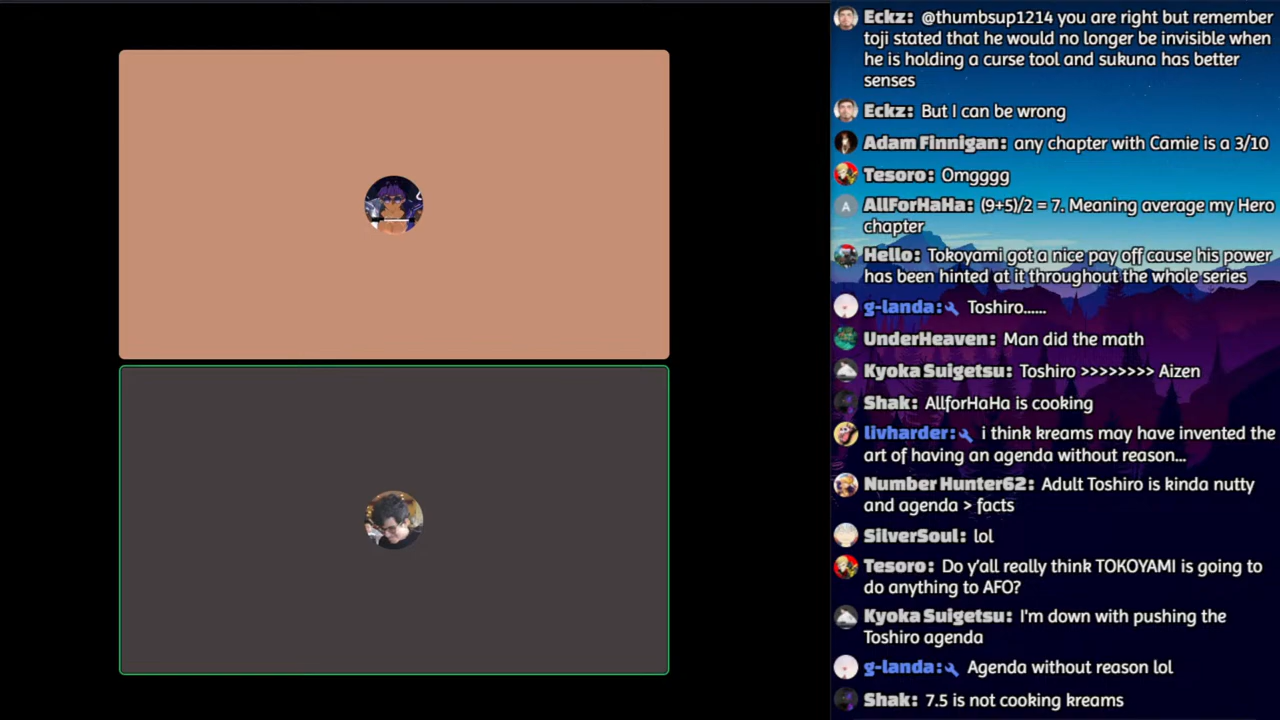 Eckz: @thumbsup1214 you are right but remember
toji stated that he would no longer be invisible when
he is holding a curse tool and sukuna has better
senses
Eckz: But I can be wrong
Adam Finnigan: any chapter with Camie is a 3/10
Tesoro: Omgggg
A AllForHaHa: (9+5)/2 = 7. Meaning average my Hero
chapter
Hello: Tokoyami got a nice pay off cause his power
has been hinted at it throughout the whole series
g-landa: Toshiro......
UnderHeaven: Man did the math
Kyoka Suigetsu: Toshiro >>>>>>>> Aizen
Shak: AllforHaHa is cooking
livharder: i think kreams may have invented the
art of having an agenda without reason...
Number Hunter62: Adult Toshiro is kinda nutty
and agenda > facts
SilverSoul: lol
Tesoro: Do y'all really think TOKOYAMI is going to
do anything to AFO?
Kyoka Suigetsu: I'm down with pushing the
Toshiro agenda
g-landa: Agenda without reason lol
Shak: 7.5 is not cooking kreams